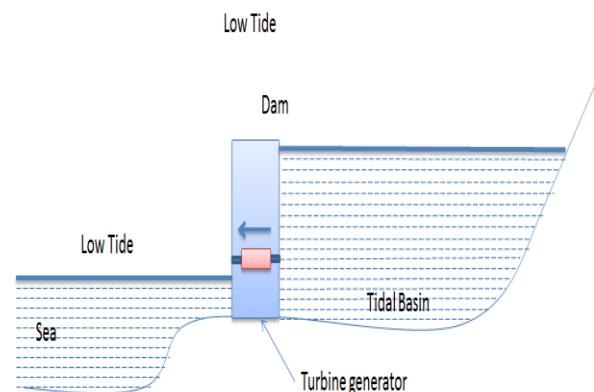 Low Tide
Dam
Low Tide
Tidal Basin
Sea
Turbine generator